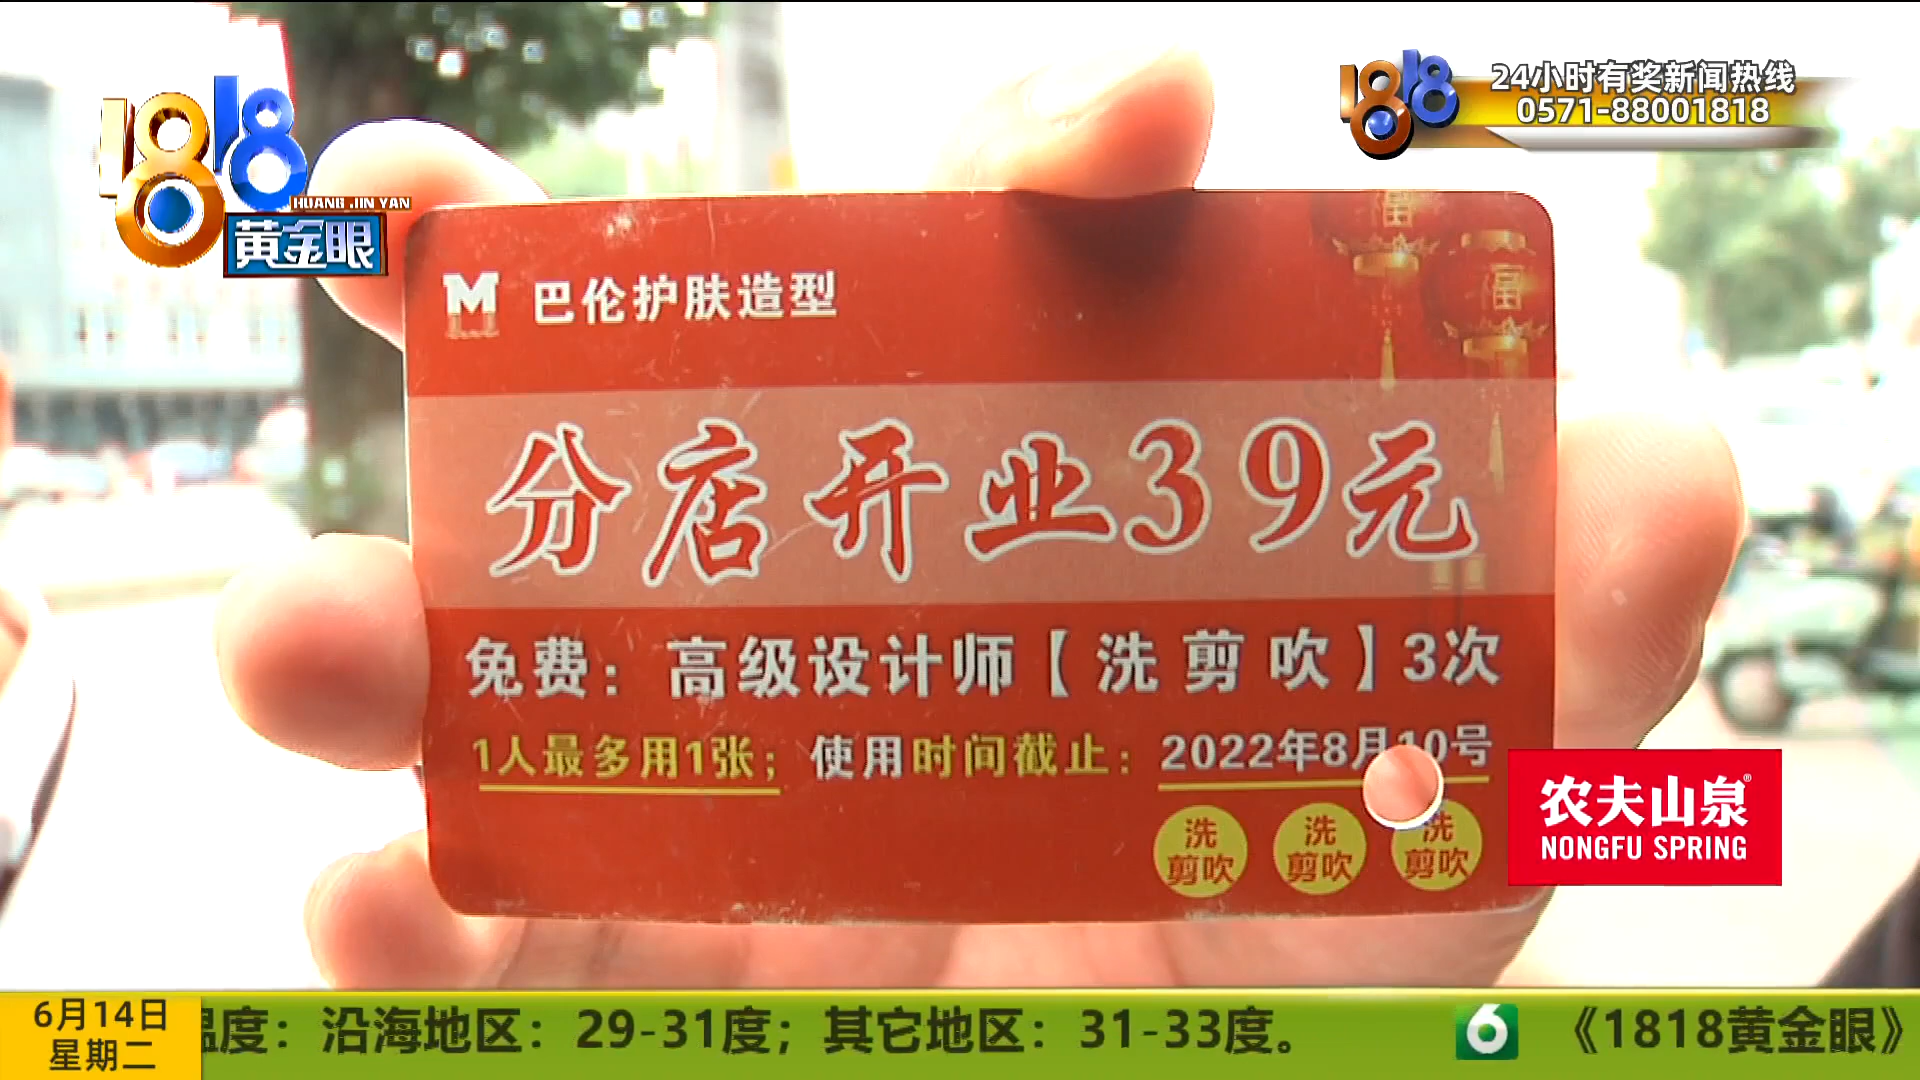 1818
HUANG JIN YAN
黄金眼
1818
24小时有奖新闻热线
0571-88001818
M
巴伦护肤造型
福
福
分店开业39元
免费：高级设计师【洗剪吹】3次
1人最多用1张；使用时间截止：2022年8月10号
洗剪吹
洗剪吹
洗剪吹
农夫山泉®
NONGFU SPRING
6月14日
星期二
温度：沿海地区：29-31度；其它地区：31-33度。
6
《1818黄金眼》